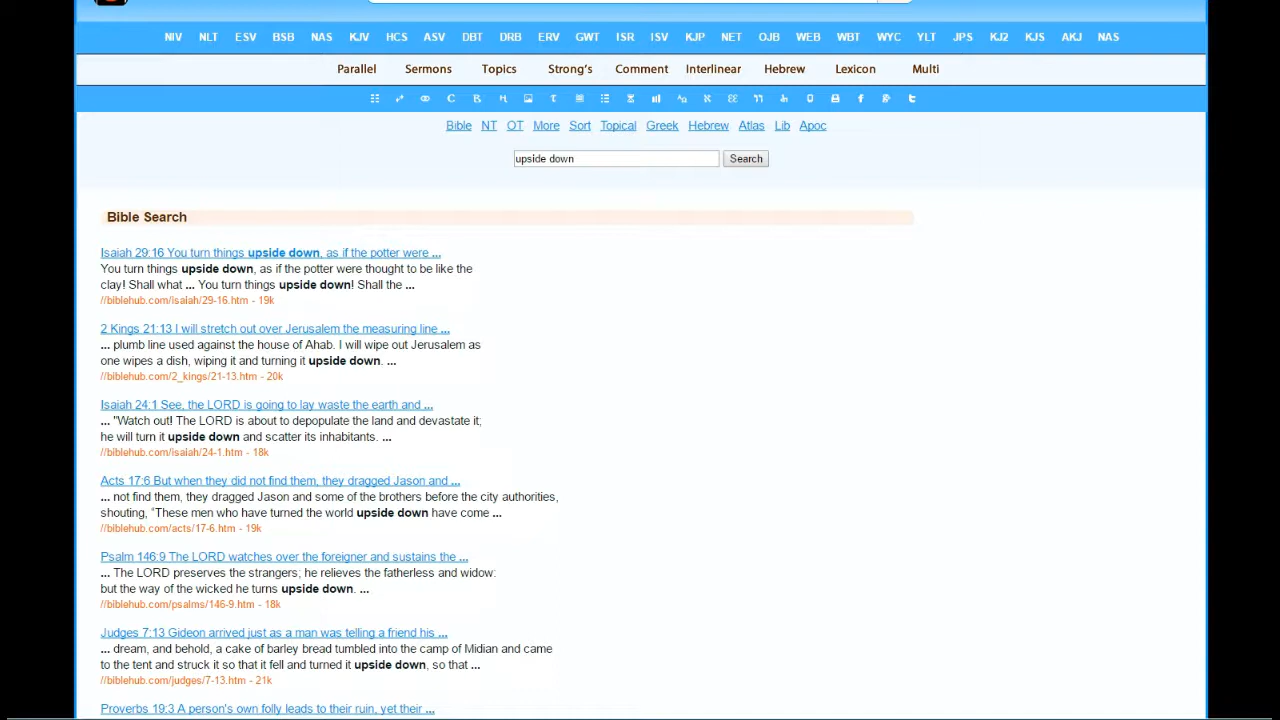 NIV NLT ESV BSB NAS KJV HCS ASV DBT DRB ERV GWT ISR ISV KJP NET OJB WEB WBT WYC YLT JPS KJ2 KJS AKJ NAS
Parallel Sermons Topics Strong's Comment Interlinear Hebrew Lexicon Multi
Bible NT OT More Sort Topical Greek Hebrew Atlas Lib Apoc
upside down Search
Bible Search
Isaiah 29:16 You turn things upside down, as if the potter were ...
You turn things upside down, as if the potter were thought to be like the
clay! Shall what ... You turn things upside down! Shall the ...
//biblehub.com/isaiah/29-16.htm - 19k
2 Kings 21:13 I will stretch out over Jerusalem the measuring line ...
... plumb line used against the house of Ahab. I will wipe out Jerusalem as
one wipes a dish, wiping it and turning it upside down. ...
//biblehub.com/2_kings/21-13.htm - 20k
Isaiah 24:1 See, the LORD is going to lay waste the earth and ...
... "Watch out! The LORD is about to depopulate the land and devastate it;
he will turn it upside down and scatter its inhabitants. ...
//biblehub.com/isaiah/24-1.htm - 18k
Acts 17:6 But when they did not find them, they dragged Jason and ...
... not find them, they dragged Jason and some of the brothers before the city authorities,
shouting, “These men who have turned the world upside down have come ...
//biblehub.com/acts/17-6.htm - 19k
Psalm 146:9 The LORD watches over the foreigner and sustains the ...
... The LORD preserves the strangers; he relieves the fatherless and widow:
but the way of the wicked he turns upside down. ...
//biblehub.com/psalms/146-9.htm - 18k
Judges 7:13 Gideon arrived just as a man was telling a friend his ...
... dream, and behold, a cake of barley bread tumbled into the camp of Midian and came
to the tent and struck it so that it fell and turned it upside down, so that ...
//biblehub.com/judges/7-13.htm - 21k
Proverbs 19:3 A person's own folly leads to their ruin, yet their ...